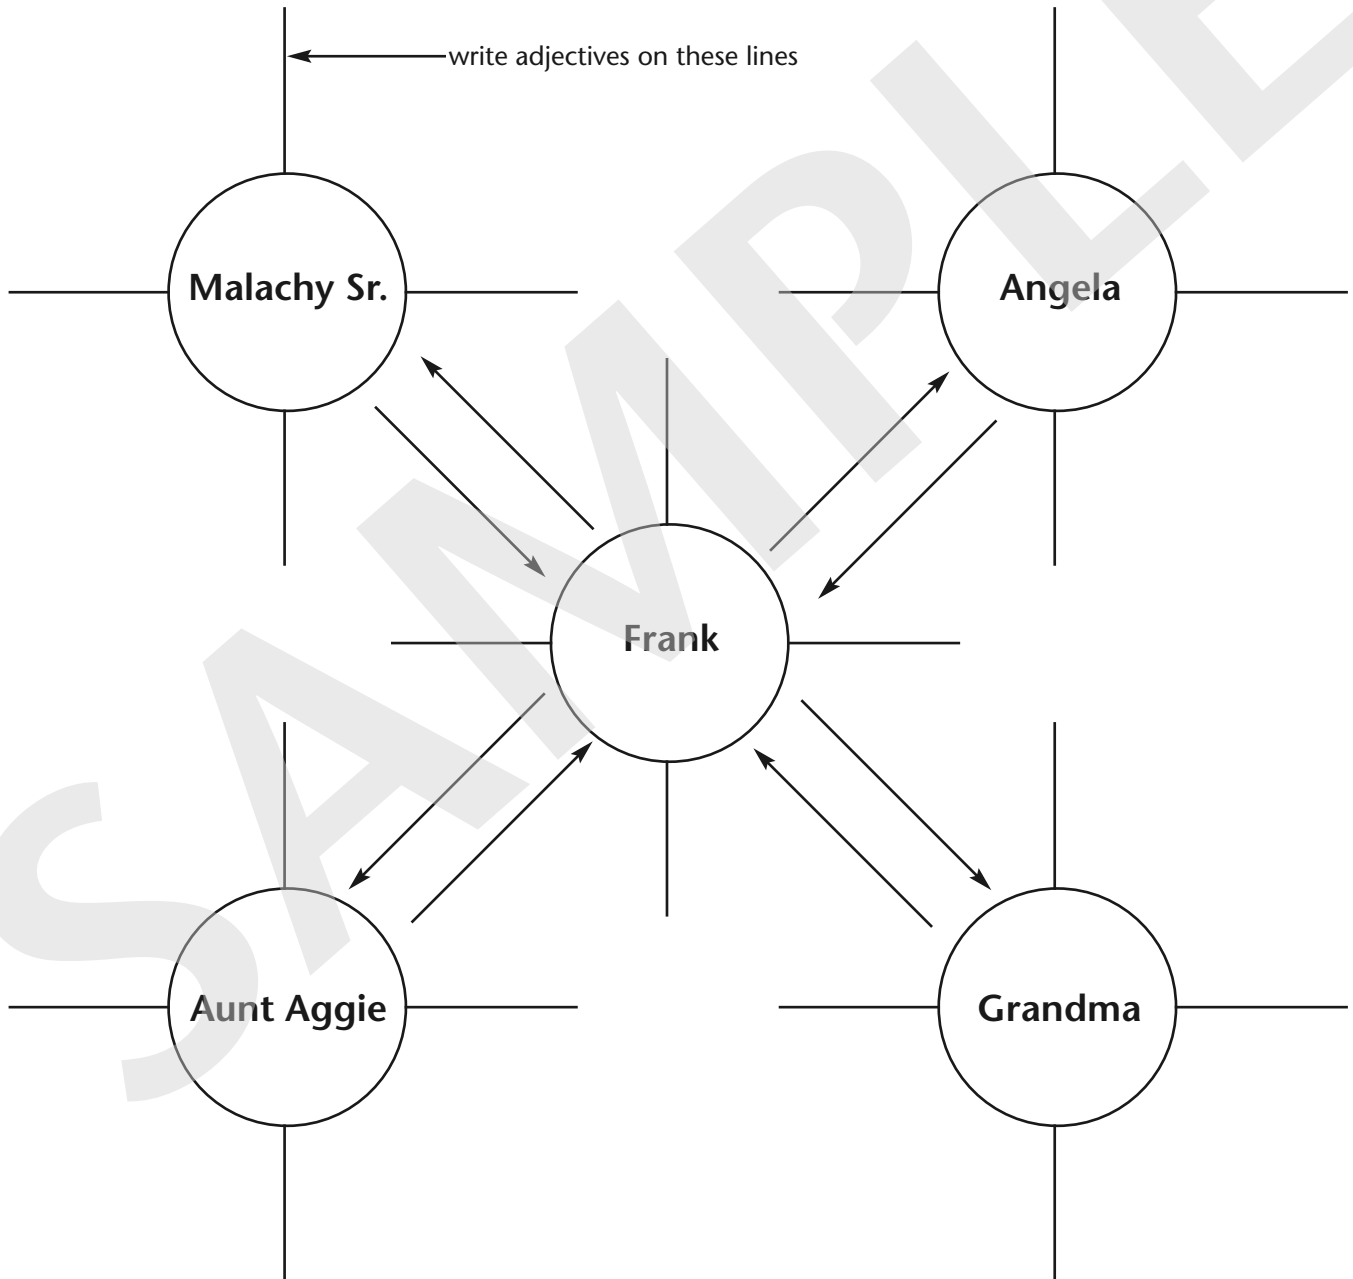 write adjectives on these lines
Malachy Sr.
Angela
Frank
Aunt Aggie
Grandma
SAMPLE